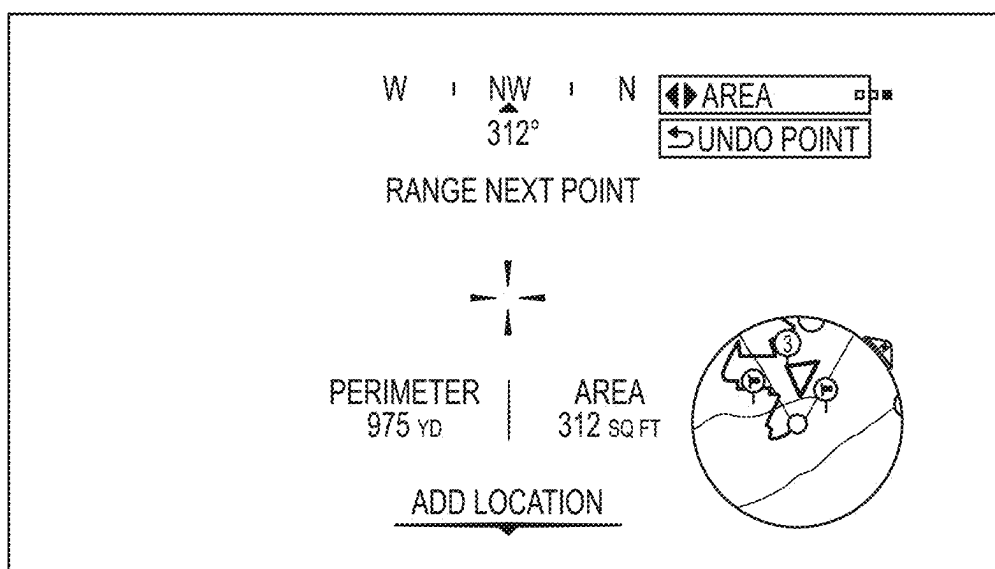 W NW N
312°
AREA
UNDO POINT
RANGE NEXT POINT
3
PERIMETER
975 YD
AREA
312 SQ FT
ADD LOCATION